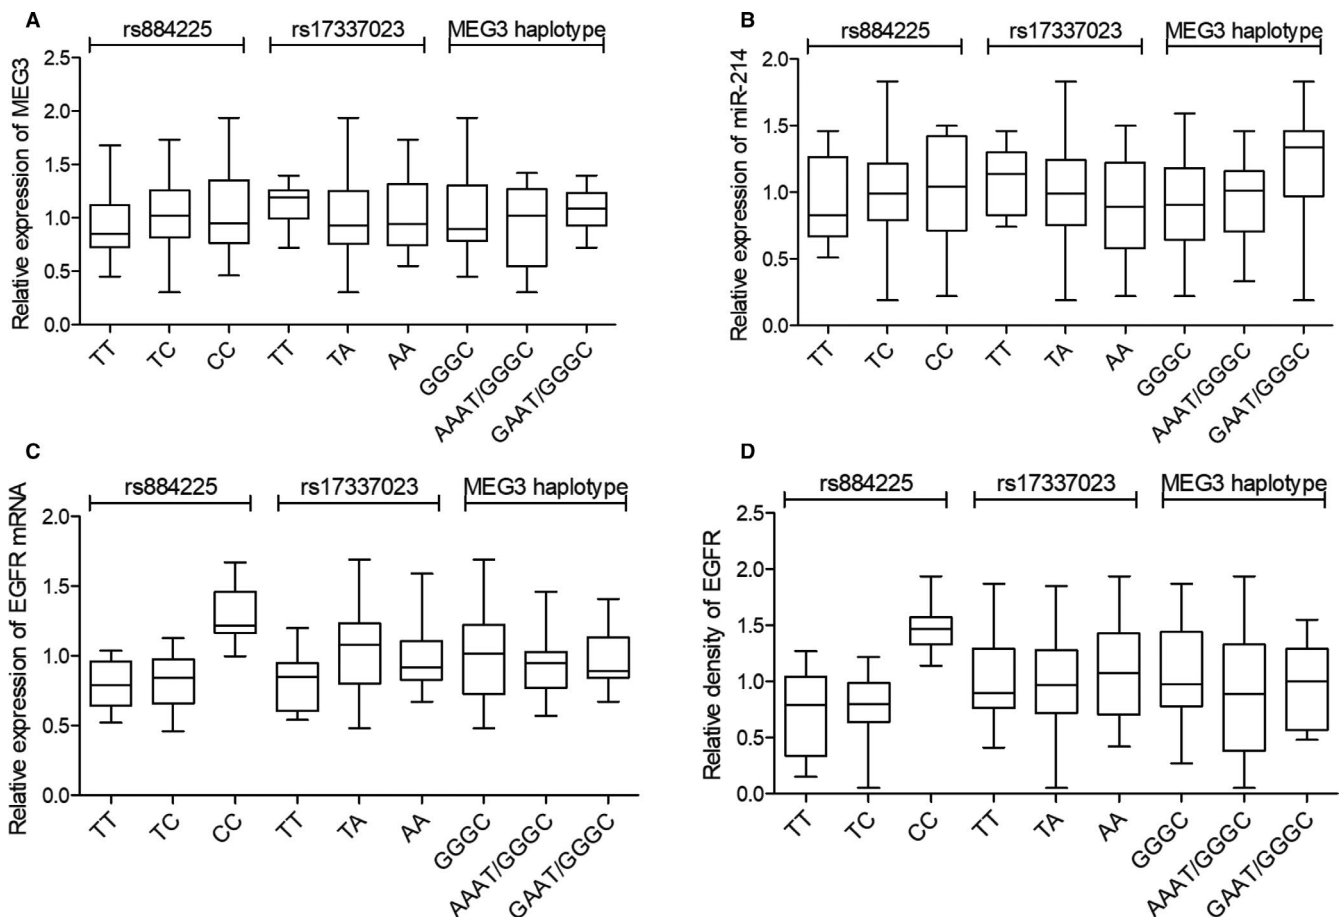 A
rs884225 rs17337023 MEG3 haplotype
Relative expression of MEG3
2.5
2.0
1.5
1.0
0.5
0.0
TT TC CC TT TA AA GGGC AAAT/GGGC GAAT/GGGC
B
rs884225 rs17337023 MEG3 haplotype
Relative expression of miR-214
2.0
1.5
1.0
0.5
0.0
TT TC CC TT TA AA GGGC AAAT/GGGC GAAT/GGGC
C
rs884225 rs17337023 MEG3 haplotype
Relative expression of EGFR mRNA
2.0
1.5
1.0
0.5
0.0
TT TC CC TT TA AA GGGC AAAT/GGGC GAAT/GGGC
D
rs884225 rs17337023 MEG3 haplotype
Relative density of EGFR
2.5
2.0
1.5
1.0
0.5
0.0
TT TC CC TT TA AA GGGC AAAT/GGGC GAAT/GGGC